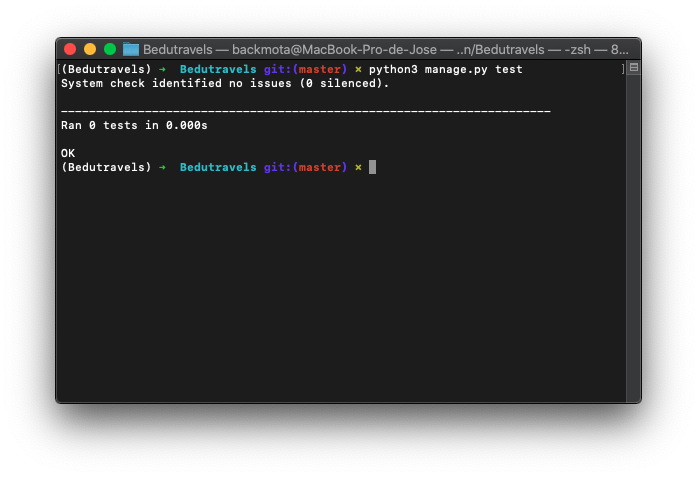 Bedutravels — backmota@MacBook-Pro-de-Jose — ..n/Bedutravels — -zsh — 8...
[(Bedutravels) ➜  Bedutravels git:(master) ✗ python3 manage.py test ]
System check identified no issues (0 silenced).
----------------------------------------------------------------------
Ran 0 tests in 0.000s
OK
(Bedutravels) ➜  Bedutravels git:(master) ✗